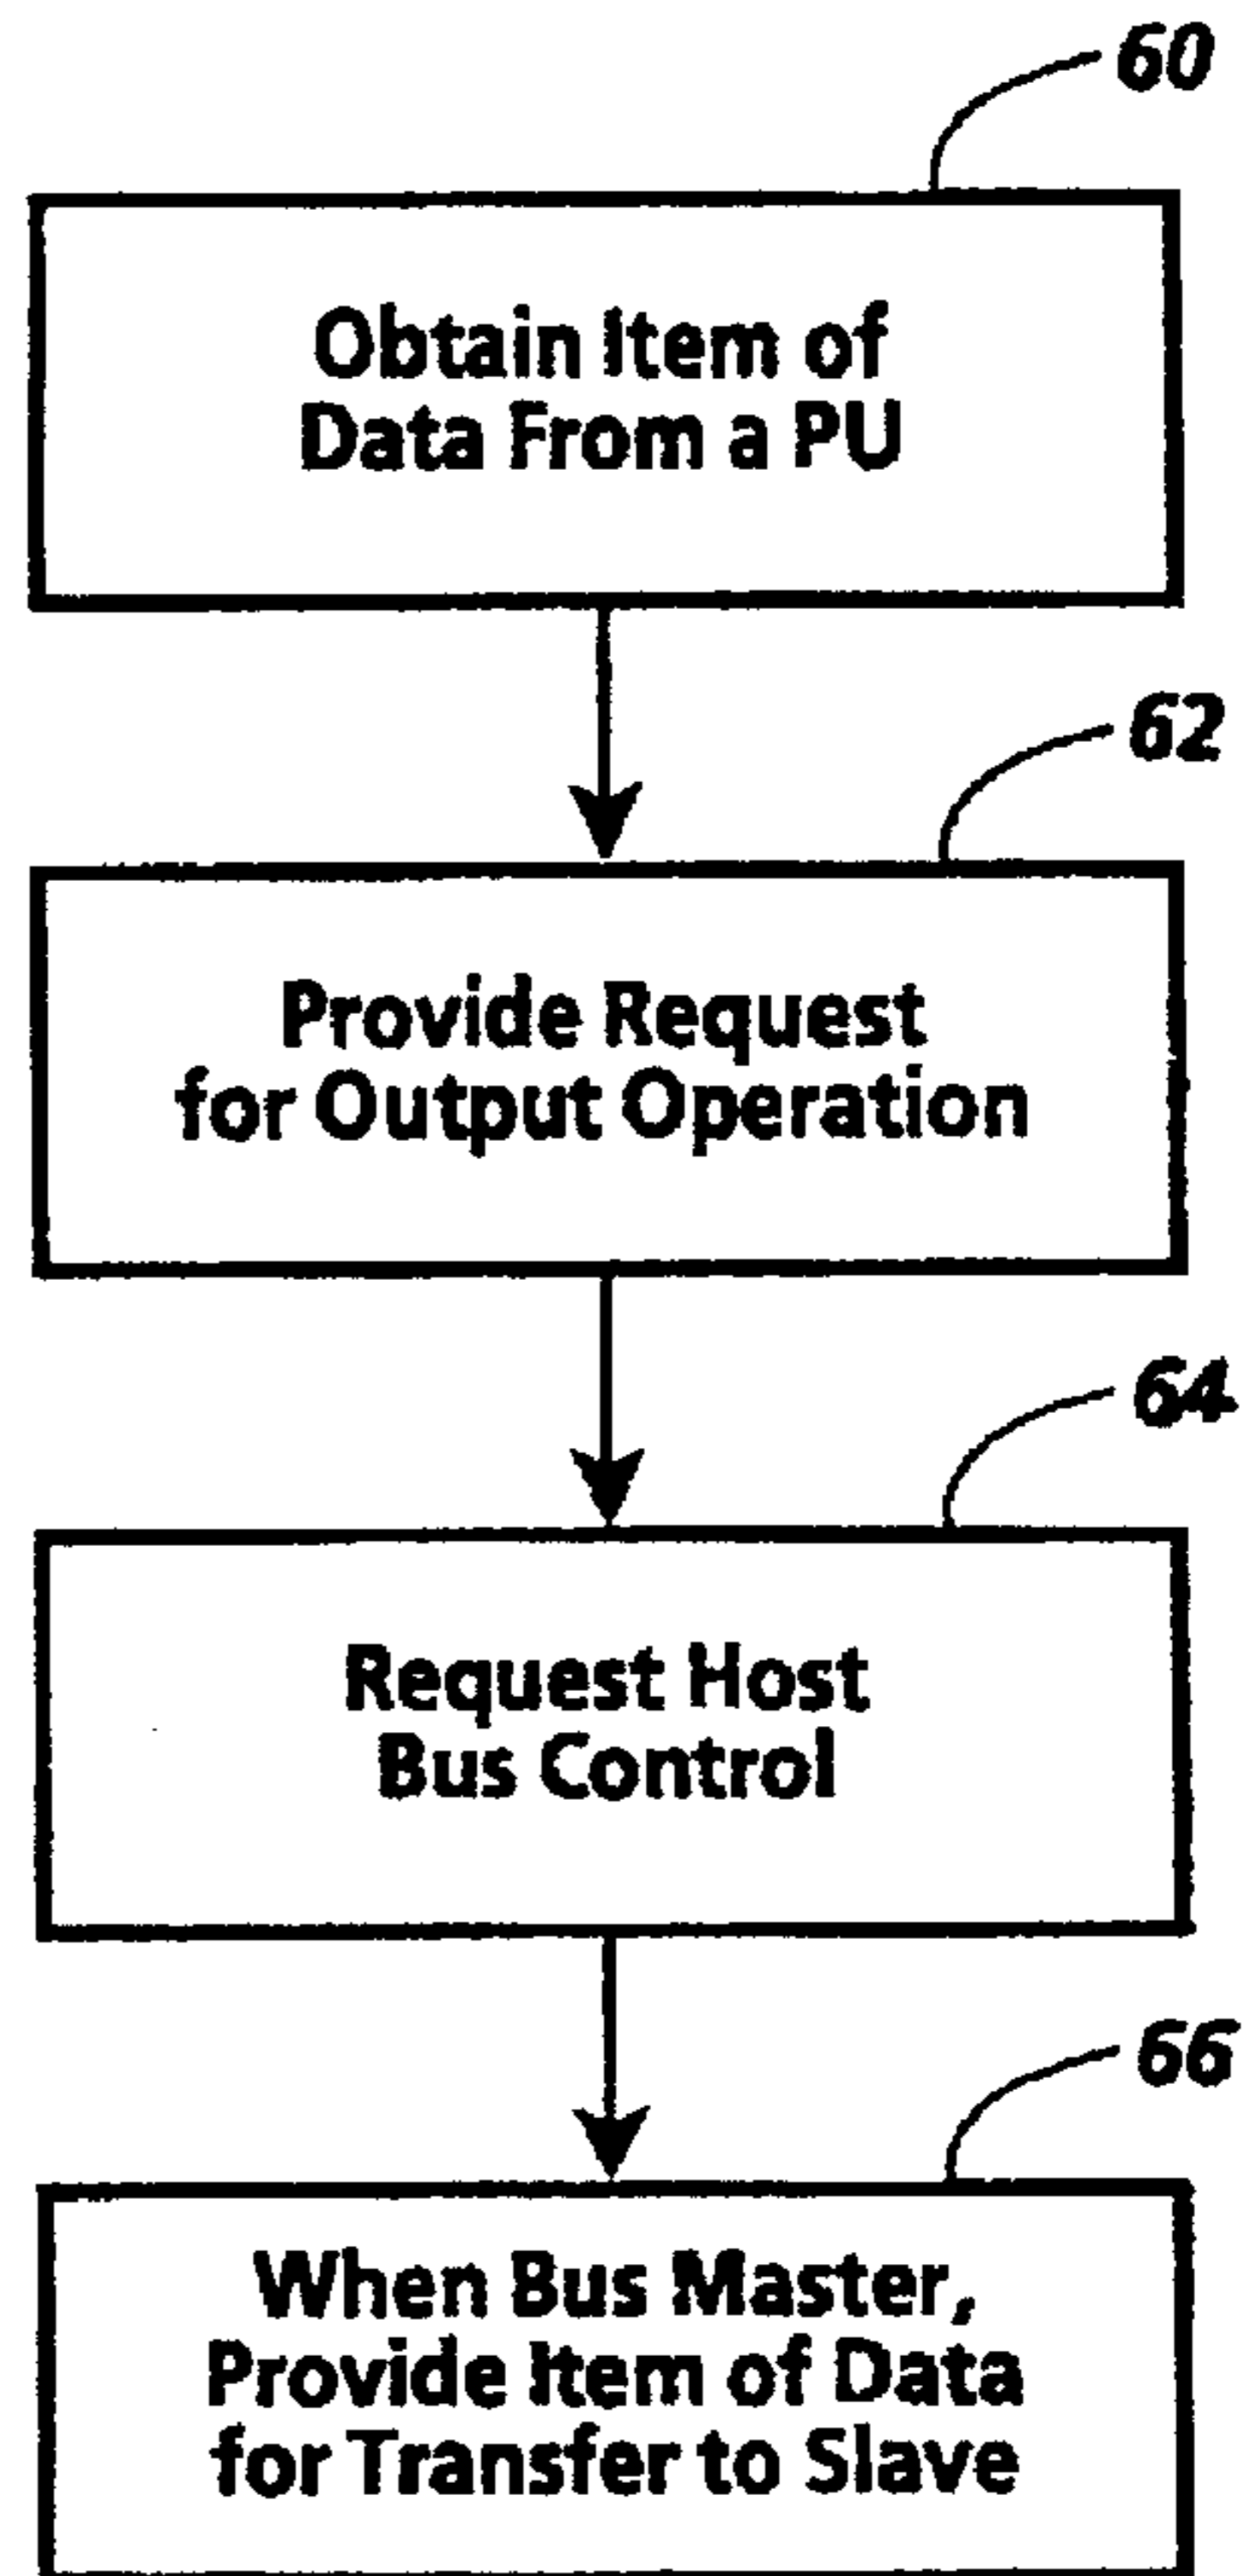 60
Obtain Item of
Data From a PU
62
Provide Request
for Output Operation
64
Request Host
Bus Control
66
When Bus Master,
Provide Item of Data
for Transfer to Slave